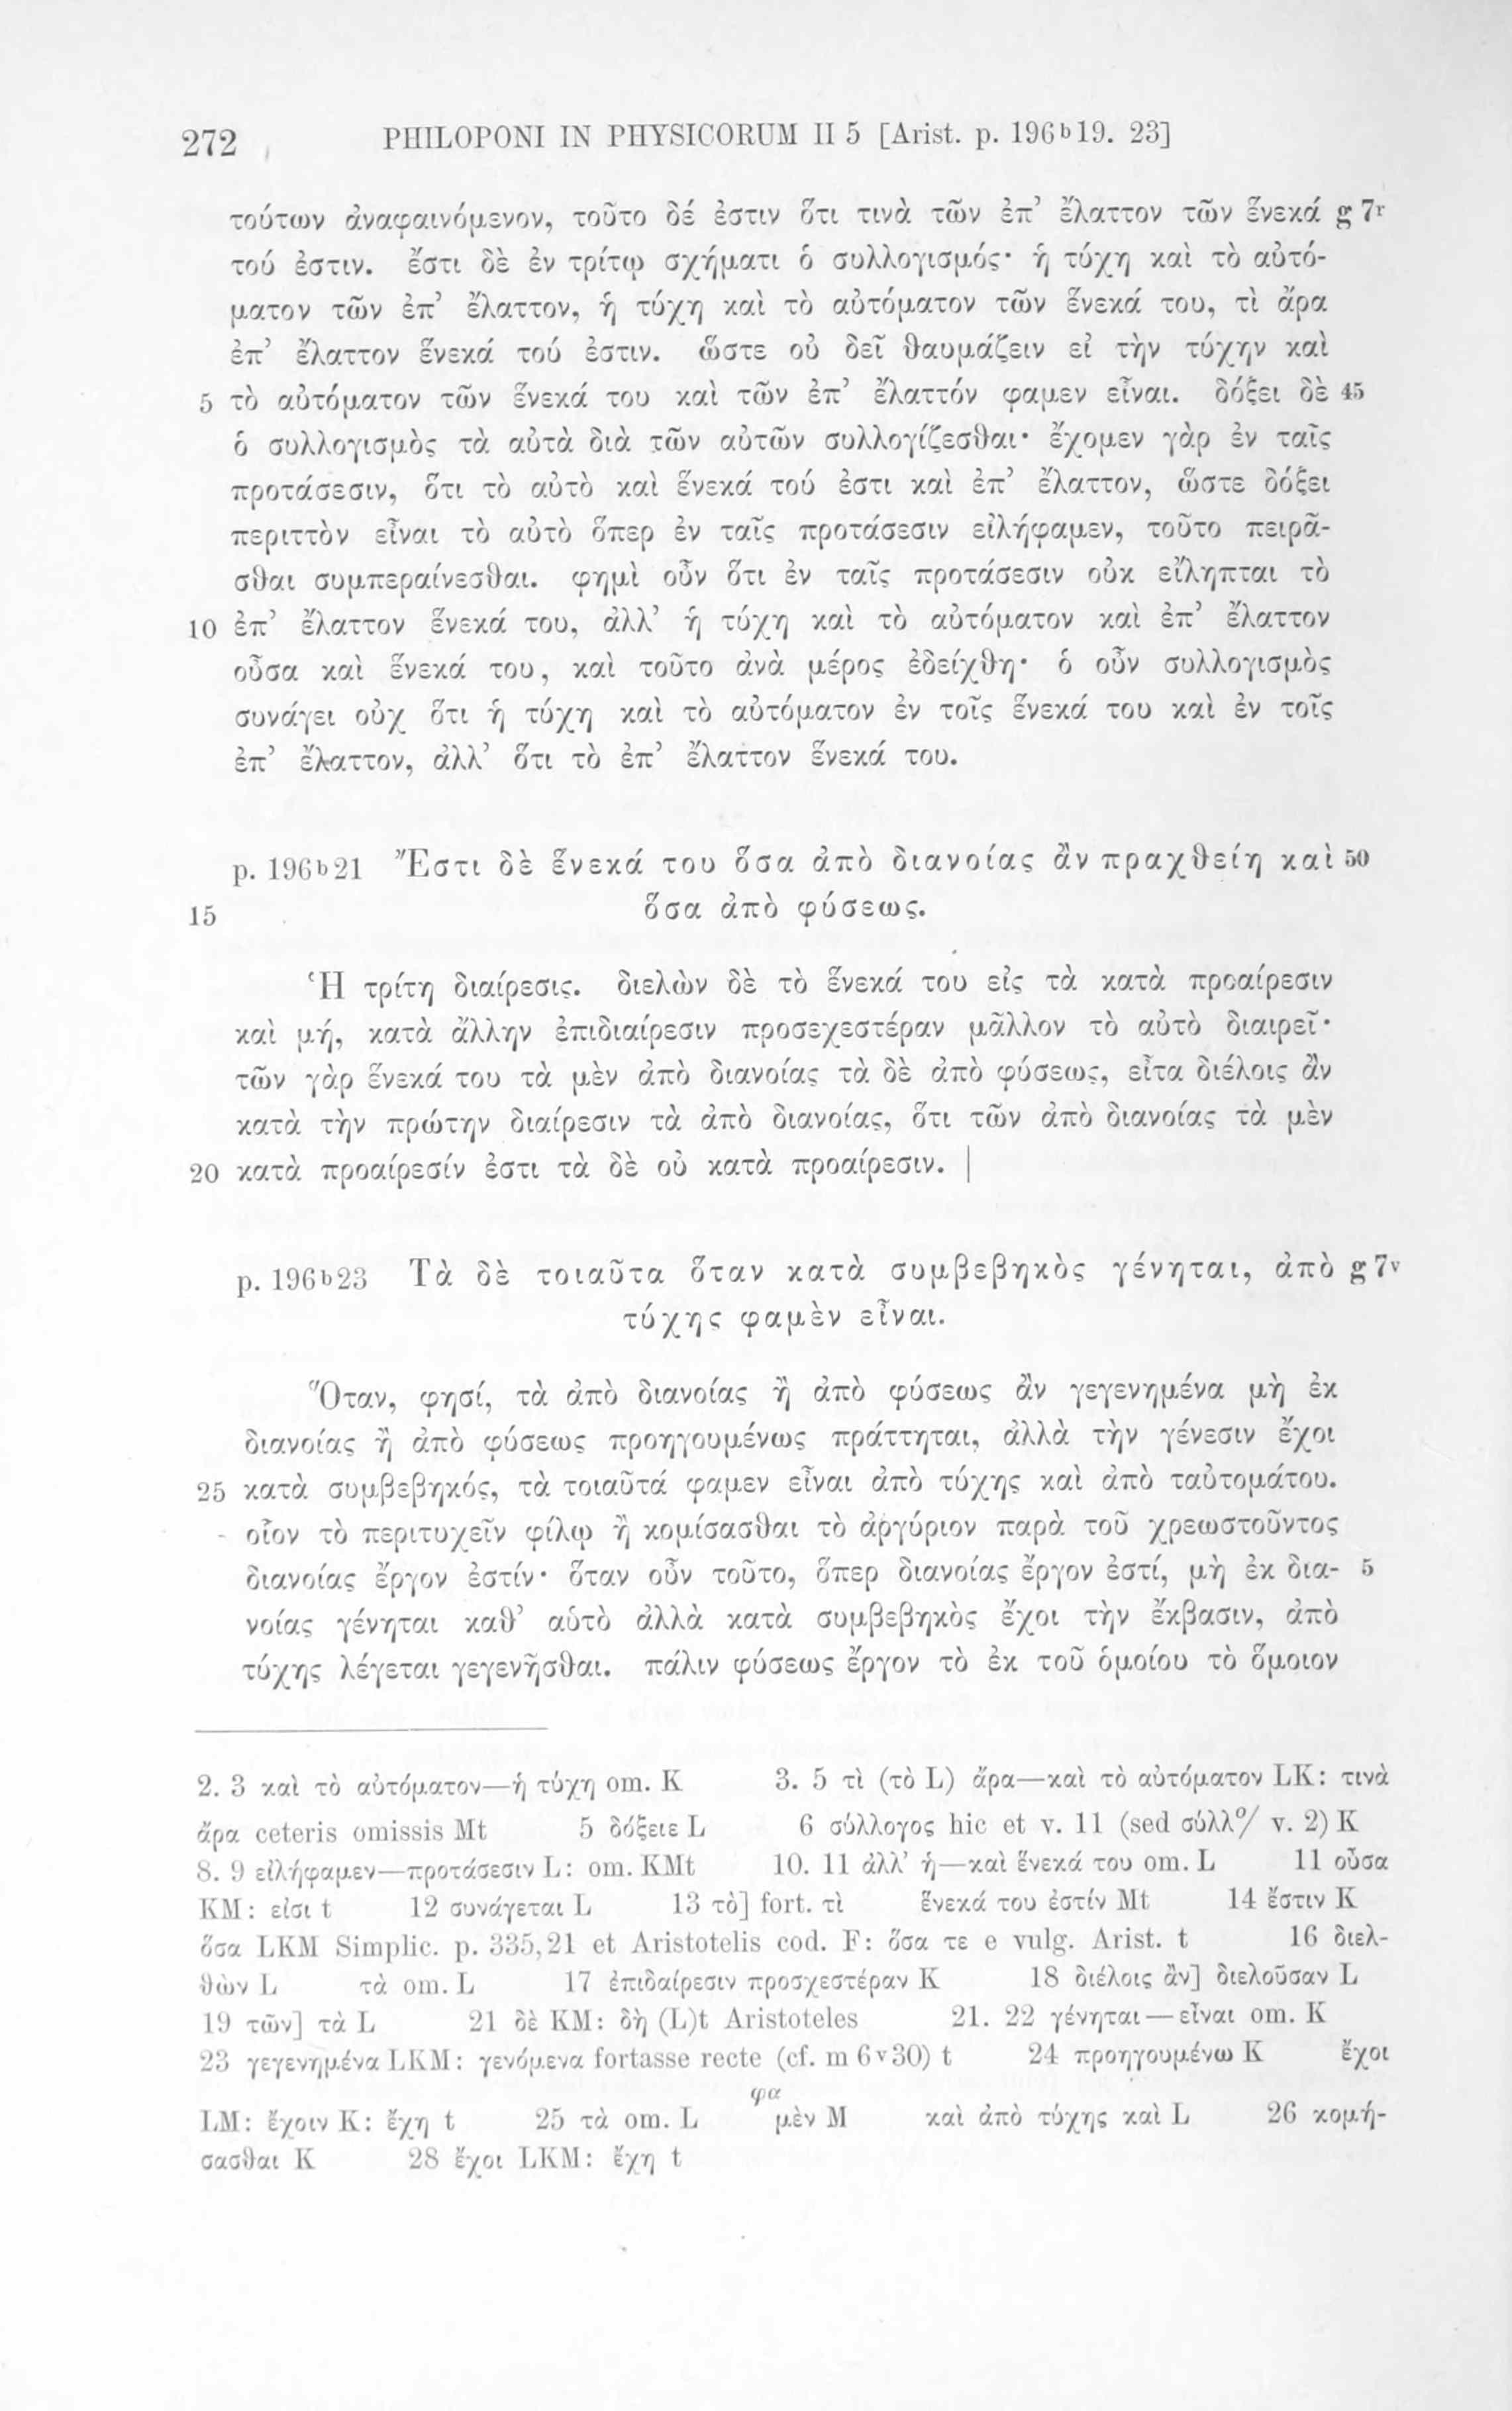 272 PHILOPONI IN PHYSICORUM II 5 [Arist. p. 196ᵇ19. 23]
τούτων ἀναφαινόμενον, τοῦτο δέ ἐστιν ὅτι τινὰ τῶν ἐπ’ ἔλαττον τῶν ἕνεκά g 7ʳ
τού ἐστιν. ἔστι δὲ ἐν τρίτῳ σχήματι ὁ συλλογισμός· ἡ τύχη καὶ τὸ αὐτό-
ματον τῶν ἐπ’ ἔλαττον, ἡ τύχη καὶ τὸ αὐτόματον τῶν ἕνεκά του, τὶ ἄρα
ἐπ’ ἔλαττον ἕνεκά τού ἐστιν. ὥστε οὐ δεῖ θαυμάζειν εἰ τὴν τύχην καὶ
5 τὸ αὐτόματον τῶν ἕνεκά του καὶ τῶν ἐπ’ ἔλαττόν φαμεν εἶναι. δόξει δὲ 45
ὁ συλλογισμὸς τὰ αὐτὰ διὰ τῶν αὐτῶν συλλογίζεσθαι· ἔχομεν γὰρ ἐν ταῖς
προτάσεσιν, ὅτι τὸ αὐτὸ καὶ ἕνεκά τού ἐστι καὶ ἐπ’ ἔλαττον, ὥστε δόξει
περιττὸν εἶναι τὸ αὐτὸ ὅπερ ἐν ταῖς προτάσεσιν εἰλήφαμεν, τοῦτο πειρᾶ-
σθαι συμπεραίνεσθαι. φημὶ οὖν ὅτι ἐν ταῖς προτάσεσιν οὐκ εἴληπται τὸ
10 ἐπ’ ἔλαττον ἕνεκά του, ἀλλ’ ἡ τύχη καὶ τὸ αὐτόματον καὶ ἐπ’ ἔλαττον
οὖσα καὶ ἕνεκά του, καὶ τοῦτο ἀνὰ μέρος ἐδείχθη· ὁ οὖν συλλογισμὸς
συνάγει οὐχ ὅτι ἡ τύχη καὶ τὸ αὐτόματον ἐν τοῖς ἕνεκά του καὶ ἐν τοῖς
ἐπ’ ἔλαττον, ἀλλ’ ὅτι τὸ ἐπ’ ἔλαττον ἕνεκά του.
p. 196ᵇ21 Ἔστι δὲ ἕνεκά του ὅσα ἀπὸ διανοίας ἂν πραχθείη καὶ 50
15 ὅσα ἀπὸ φύσεως.
Ἡ τρίτη διαίρεσις. διελὼν δὲ τὸ ἕνεκά του εἰς τὰ κατὰ προαίρεσιν
καὶ μή, κατὰ ἄλλην ἐπιδιαίρεσιν προσεχεστέραν μᾶλλον τὸ αὐτὸ διαιρεῖ·
τῶν γὰρ ἕνεκά του τὰ μὲν ἀπὸ διανοίας τὰ δὲ ἀπὸ φύσεως, εἶτα διέλοις ἂν
κατὰ τὴν πρώτην διαίρεσιν τὰ ἀπὸ διανοίας, ὅτι τῶν ἀπὸ διανοίας τὰ μὲν
20 κατὰ προαίρεσίν ἐστι τὰ δὲ οὐ κατὰ προαίρεσιν. |
p. 196ᵇ23 Τὰ δὲ τοιαῦτα ὅταν κατὰ συμβεβηκὸς γένηται, ἀπὸ g 7ᵛ
τύχης φαμὲν εἶναι.
Ὅταν, φησί, τὰ ἀπὸ διανοίας ἢ ἀπὸ φύσεως ἂν γεγενημένα μὴ ἐκ
διανοίας ἢ ἀπὸ φύσεως προηγουμένως πράττηται, ἀλλὰ τὴν γένεσιν ἔχοι
25 κατὰ συμβεβηκός, τὰ τοιαῦτά φαμεν εἶναι ἀπὸ τύχης καὶ ἀπὸ ταὐτομάτου.
οἷον τὸ περιτυχεῖν φίλῳ ἢ κομίσασθαι τὸ ἀργύριον παρὰ τοῦ χρεωστοῦντος
διανοίας ἔργον ἐστίν· ὅταν οὖν τοῦτο, ὅπερ διανοίας ἔργον ἐστί, μὴ ἐκ δια- 5
νοίας γένηται καθ’ αὑτὸ ἀλλὰ κατὰ συμβεβηκὸς ἔχοι τὴν ἔκβασιν, ἀπὸ
τύχης λέγεται γεγενῆσθαι. πάλιν φύσεως ἔργον τὸ ἐκ τοῦ ὁμοίου τὸ ὅμοιον
2. 3 καὶ τὸ αὐτόματον—ἡ τύχη om. K 3. 5 τὶ (τὸ L) ἄρα—καὶ τὸ αὐτόματον LK: τινὰ
ἄρα ceteris omissis Mt 5 δόξειε L 6 σύλλογος hic et v. 11 (sed σύλλ⁰/ v. 2) K
8. 9 εἰλήφαμεν—προτάσεσιν L: om. KMt 10. 11 ἀλλ’ ἡ—καὶ ἕνεκά του om. L 11 οὖσα
KM: εἰσι t 12 συνάγεται L 13 τὸ] fort. τὶ ἕνεκά του ἐστίν Mt 14 ἔστιν K
ὅσα LKM Simplic. p. 335,21 et Aristotelis cod. F: ὅσα τε e vulg. Arist. t 16 διελ-
θὼν L τὰ om. L 17 ἐπιδαίρεσιν προσχεστέραν K 18 διέλοις ἂν] διελοῦσαν L
19 τῶν] τὰ L 21 δὲ KM: δὴ (L)t Aristoteles 21. 22 γένηται—εἶναι om. K
23 γεγενημένα LKM: γενόμενα fortasse recte (cf. m 6ᵛ30) t 24 προηγουμένω K ἔχοι
LM: ἔχοιν K: ἔχη t 25 τὰ om. L φα μὲν M καὶ ἀπὸ τύχης καὶ L 26 κομή-
σασθαι K 28 ἔχοι LKM: ἔχη t